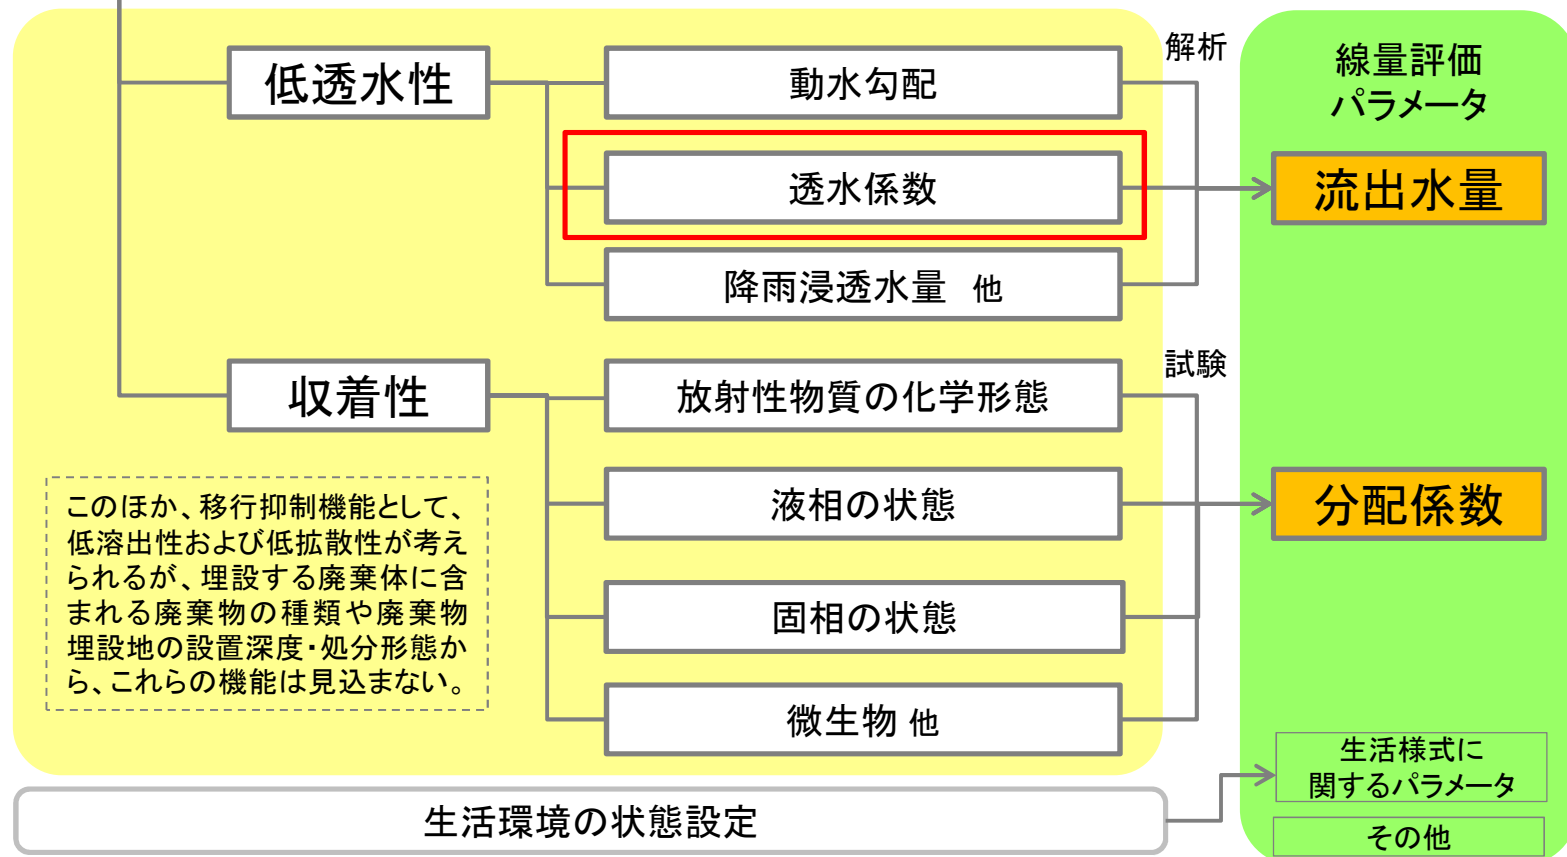 解析
線量評価
パラメータ
低透水性
動水勾配
透水係数
流出水量
降雨浸透水量 他
試験
収着性
放射性物質の化学形態
液相の状態
分配係数
固相の状態
微生物 他
このほか、移行抑制機能として、
低溶出性および低拡散性が考え
られるが、埋設する廃棄体に含
まれる廃棄物の種類や廃棄物
埋設地の設置深度・処分形態か
ら、これらの機能は見込まない。
生活様式に
関するパラメータ
生活環境の状態設定
その他